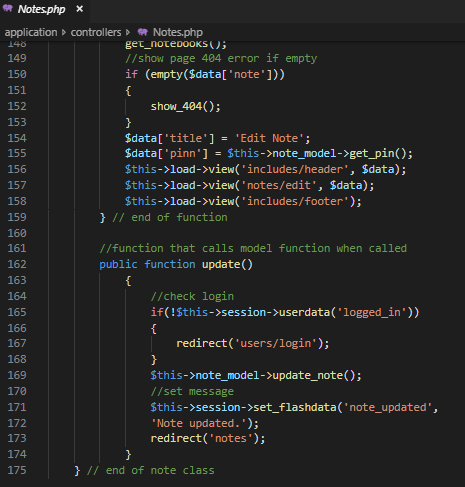 Notes.php ×
application > controllers > Notes.php
148 get_notebooks();
149 //show page 404 error if empty
150 if (empty($data['note']))
151 {
152 show_404();
153 }
154 $data['title'] = 'Edit Note';
155 $data['pinn'] = $this->note_model->get_pin();
156 $this->load->view('includes/header', $data);
157 $this->load->view('notes/edit', $data);
158 $this->load->view('includes/footer');
159 } // end of function
160
161 //function that calls model function when called
162 public function update()
163 {
164 //check login
165 if(!$this->session->userdata('logged_in'))
166 {
167 redirect('users/login');
168 }
169 $this->note_model->update_note();
170 //set message
171 $this->session->set_flashdata('note_updated',
172 'Note updated.');
173 redirect('notes');
174 }
175 } // end of note class